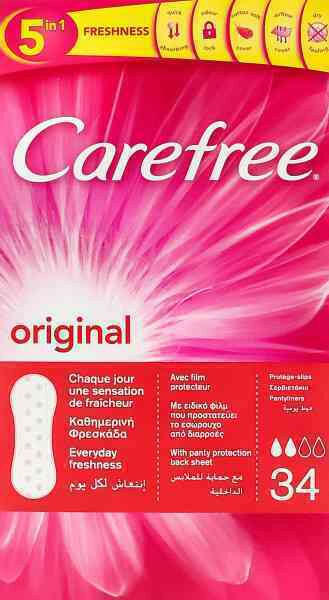 5 in 1
FRESHNESS
quick
absorbing
odour
lock
cotton soft
cover
airflow
cover
dry
feeling
Carefree®
original
Chaque jour
une sensation
de fraîcheur
Καθημερινή
Φρεσκάδα
Everyday
freshness
إنتعاش لكل يوم
Avec film
protecteur
Με ειδικό φιλμ
που προστατεύει
το εσώρουχο
από διαρροές
With panty protection
back sheet
مع حماية للملابس
الداخلية
Protège-slips
Σερβιετάκια
Pantyliners
فوط يومية
34